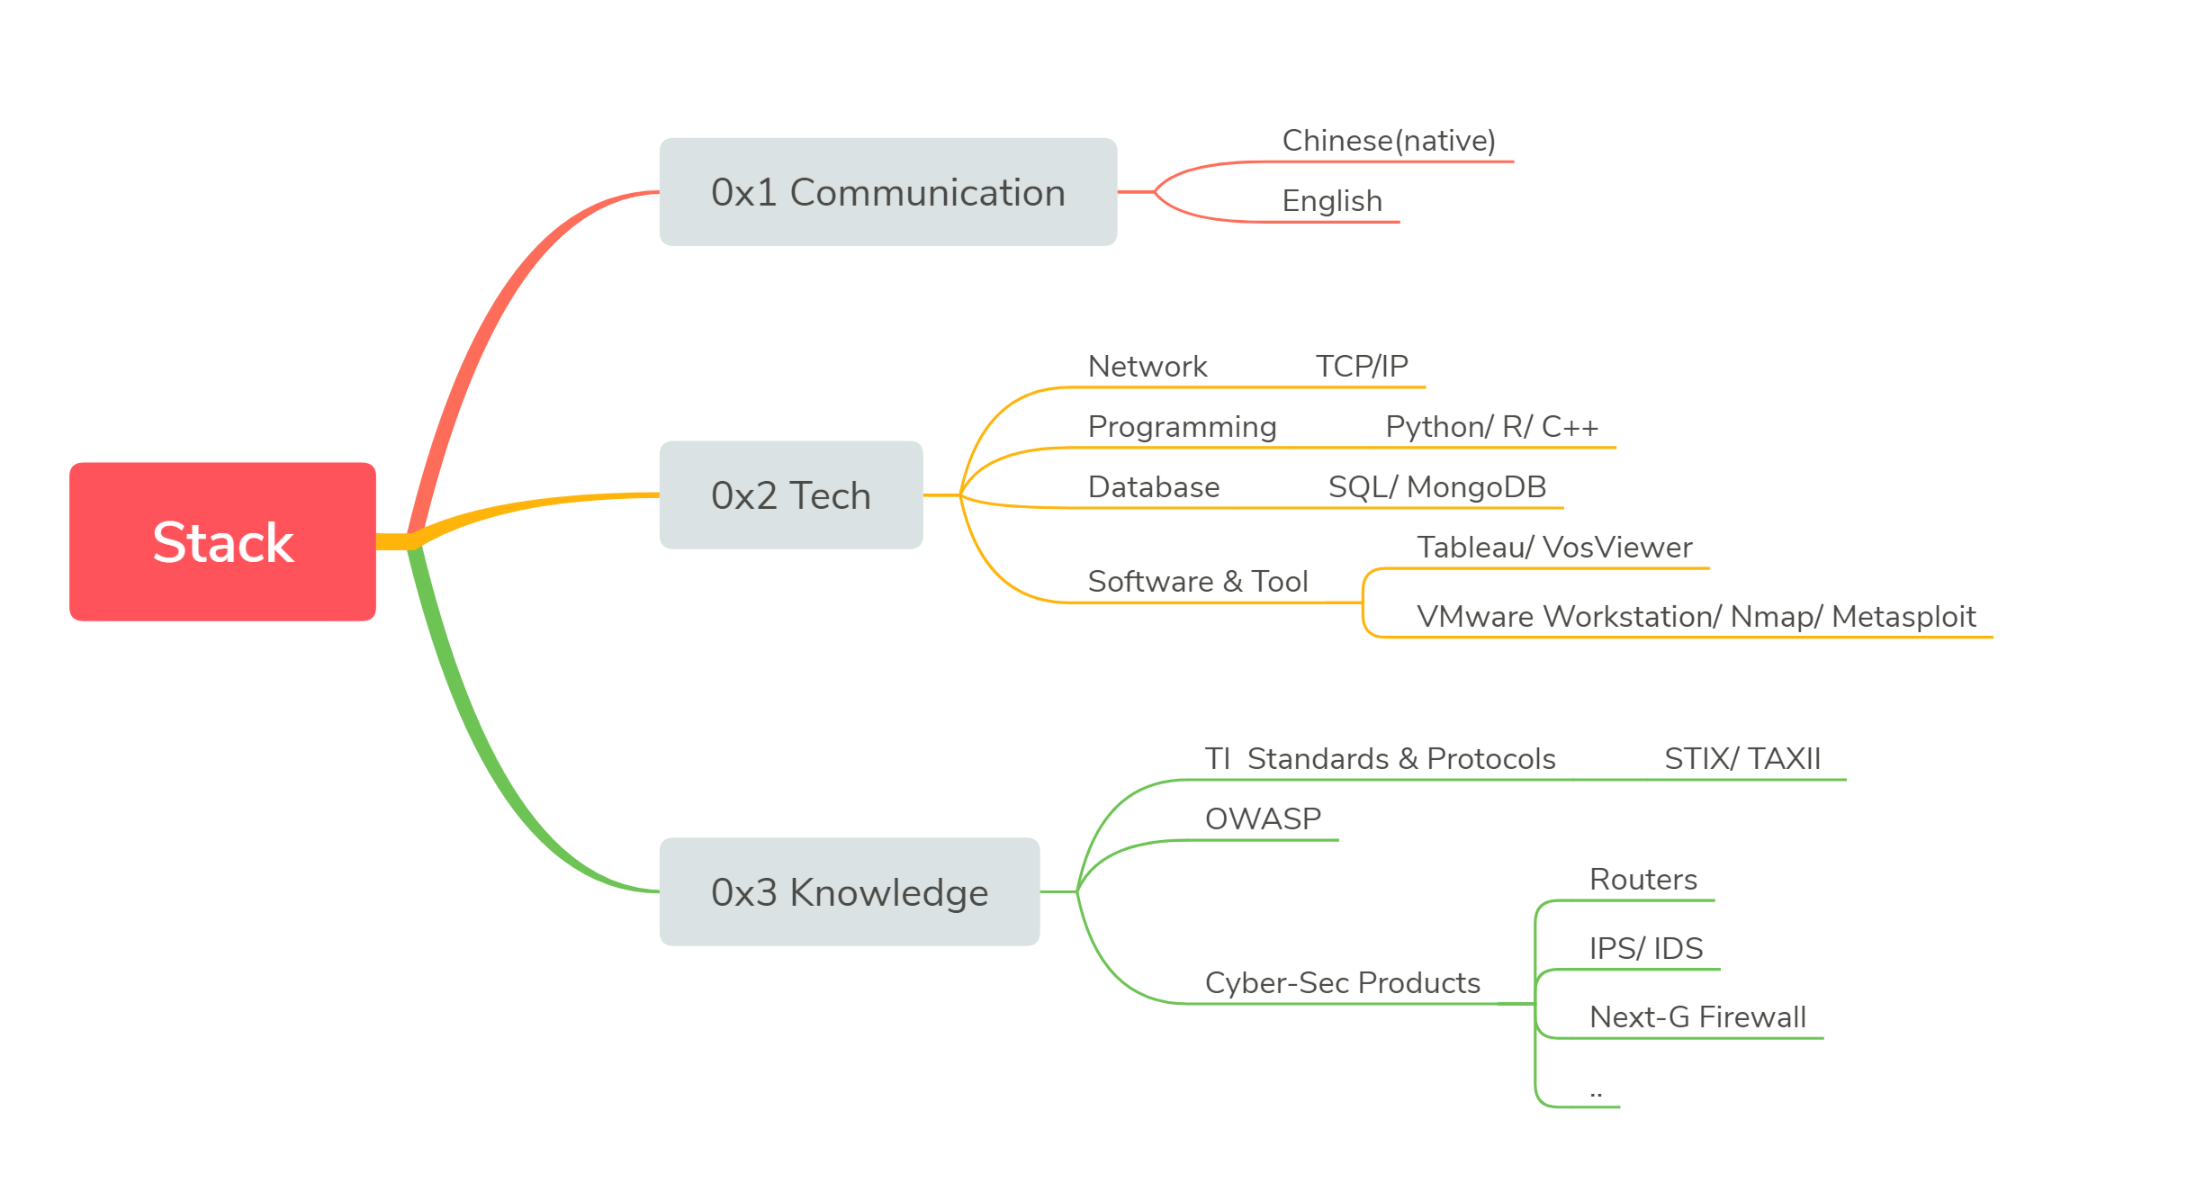 Stack
0x1 Communication
Chinese(native)
English
0x2 Tech
Network TCP/IP
Programming Python/ R/ C++
Database SQL/ MongoDB
Software & Tool
Tableau/ VosViewer
VMware Workstation/ Nmap/ Metasploit
0x3 Knowledge
TI  Standards & Protocols STIX/ TAXII
OWASP
Cyber-Sec Products
Routers
IPS/ IDS
Next-G Firewall
..